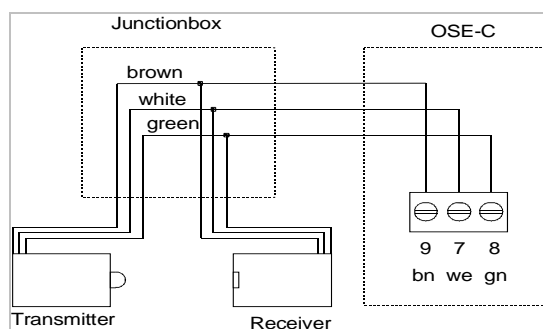 Junctionbox
OSE-C
brown
white
green
9 7 8
bn we gn
Transmitter
Receiver